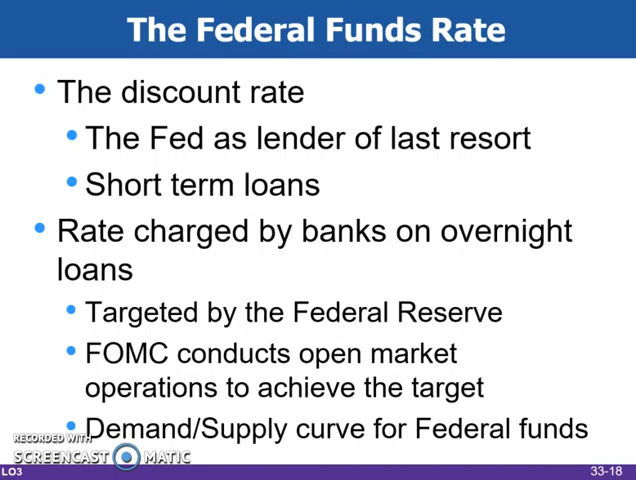 The Federal Funds Rate
• The discount rate
• The Fed as lender of last resort
• Short term loans
• Rate charged by banks on overnight
loans
• Targeted by the Federal Reserve
• FOMC conducts open market
operations to achieve the target
• Demand/Supply curve for Federal funds
RECORDED WITH
SCREENCAST MATIC
LO3
33-18